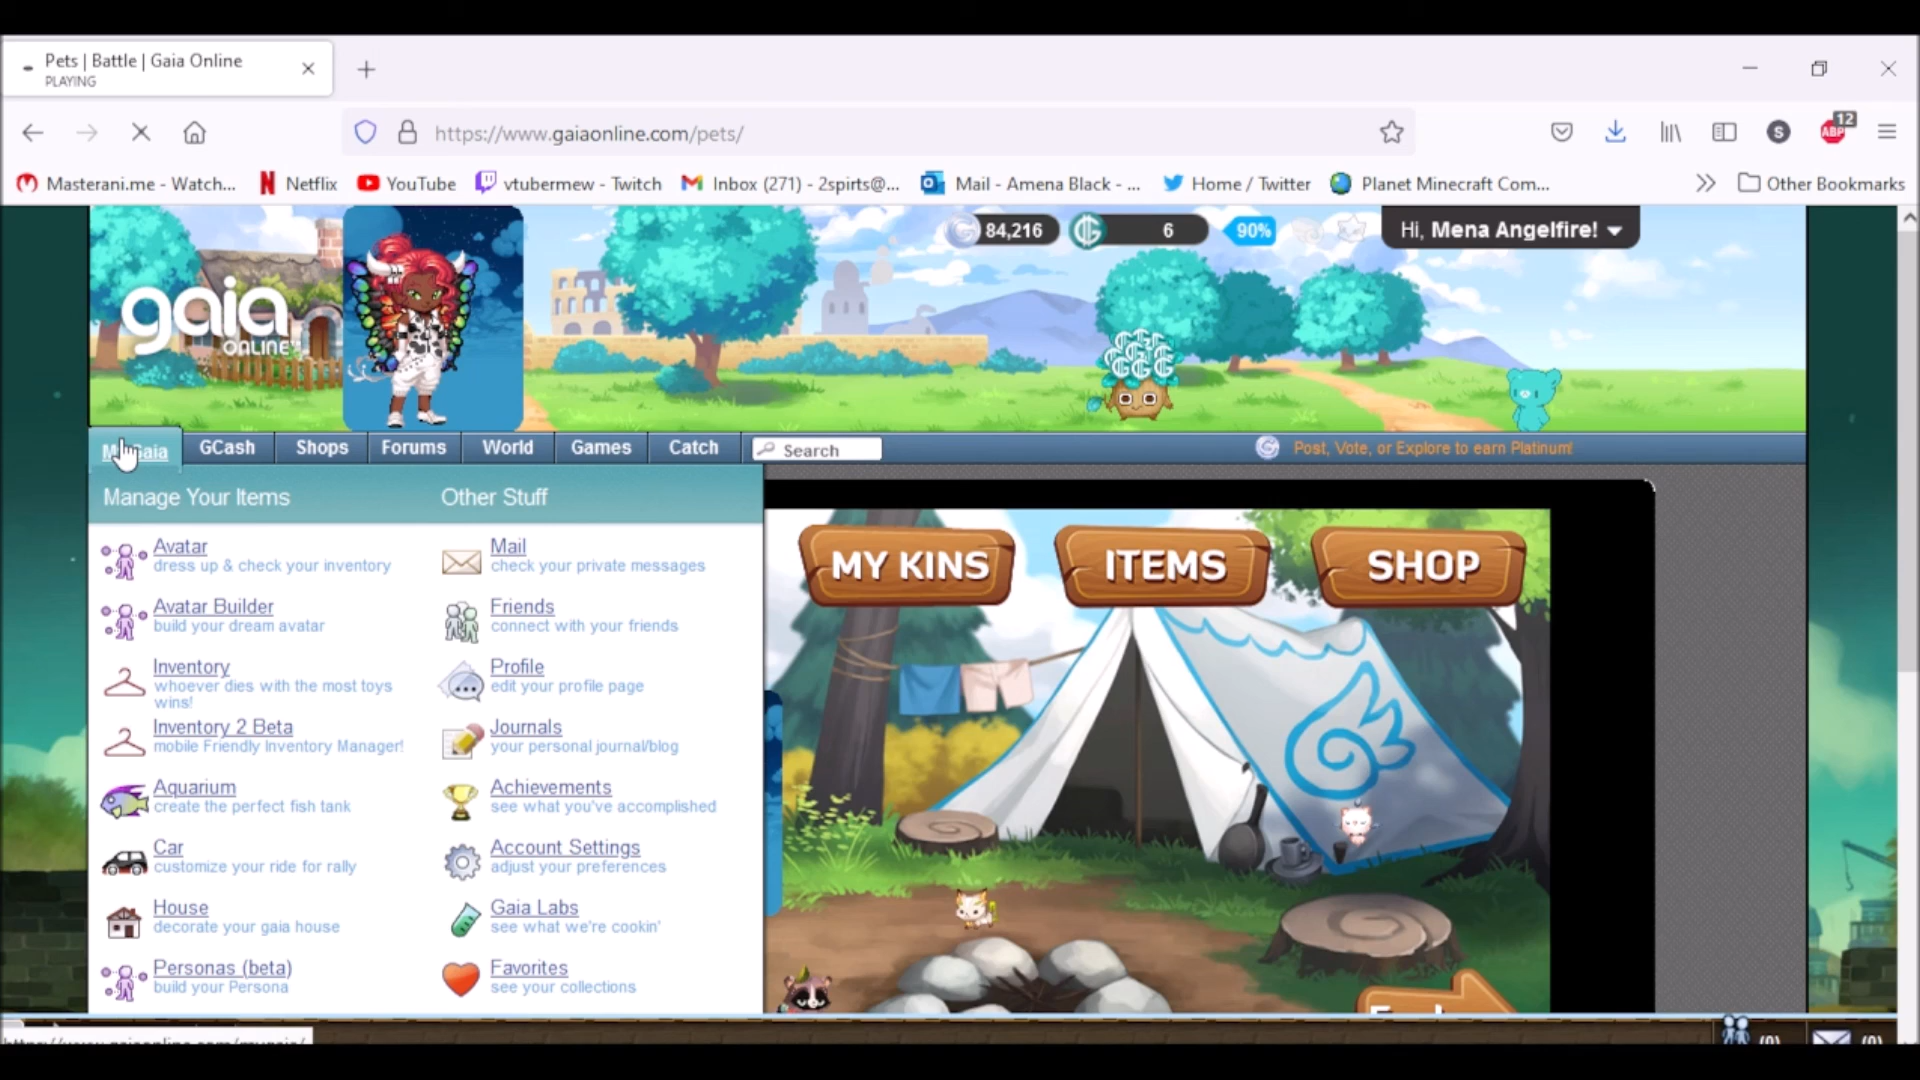 Pets | Battle | Gaia Online
PLAYING
https://www.gaiaonline.com/pets/
S
ABP
12
Masterani.me - Watch...
Netflix
YouTube
vtubermew - Twitch
Inbox (271) - 2spirts@...
Mail - Amena Black - ...
Home / Twitter
Planet Minecraft Com...
Other Bookmarks
84,216
6
90%
Hi, Mena Angelfire!
gaia
ONLINE
GCash
Shops
Forums
World
Games
Catch
Search
Post, Vote, or Explore to earn Platinum!
Manage Your Items
Other Stuff
Avatar
dress up & check your inventory
Avatar Builder
build your dream avatar
Inventory
whoever dies with the most toys
wins!
Inventory 2 Beta
mobile Friendly Inventory Manager!
Aquarium
create the perfect fish tank
Car
customize your ride for rally
House
decorate your gaia house
Personas (beta)
build your Persona
Mail
check your private messages
Friends
connect with your friends
Profile
edit your profile page
Journals
your personal journal/blog
Achievements
see what you've accomplished
Account Settings
adjust your preferences
Gaia Labs
see what we're cookin'
Favorites
see your collections
MY KINS
ITEMS
SHOP